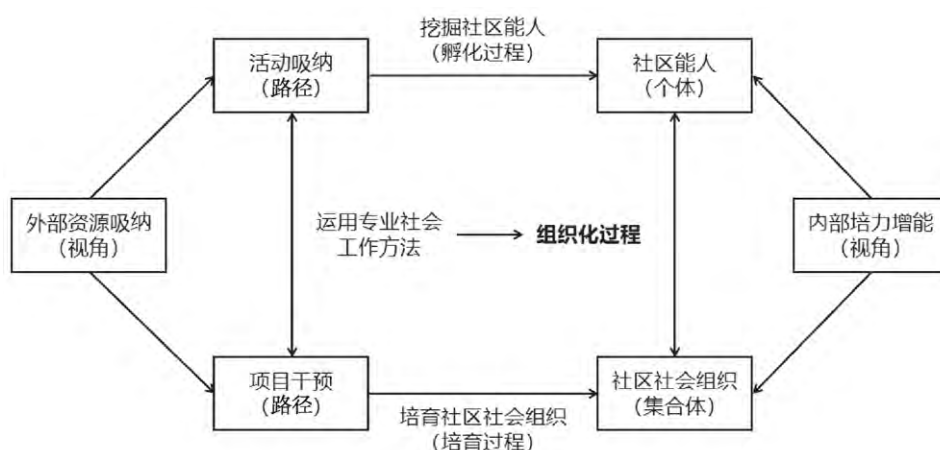 挖掘社区能人
(孵化过程)
活动吸纳
(路径)
社区能人
(个体)
外部资源吸纳
(视角)
运用专业社会
工作方法
组织化过程
内部培力增能
(视角)
项目干预
(路径)
社区社会组织
(集合体)
培育社区社会组织
(培育过程)